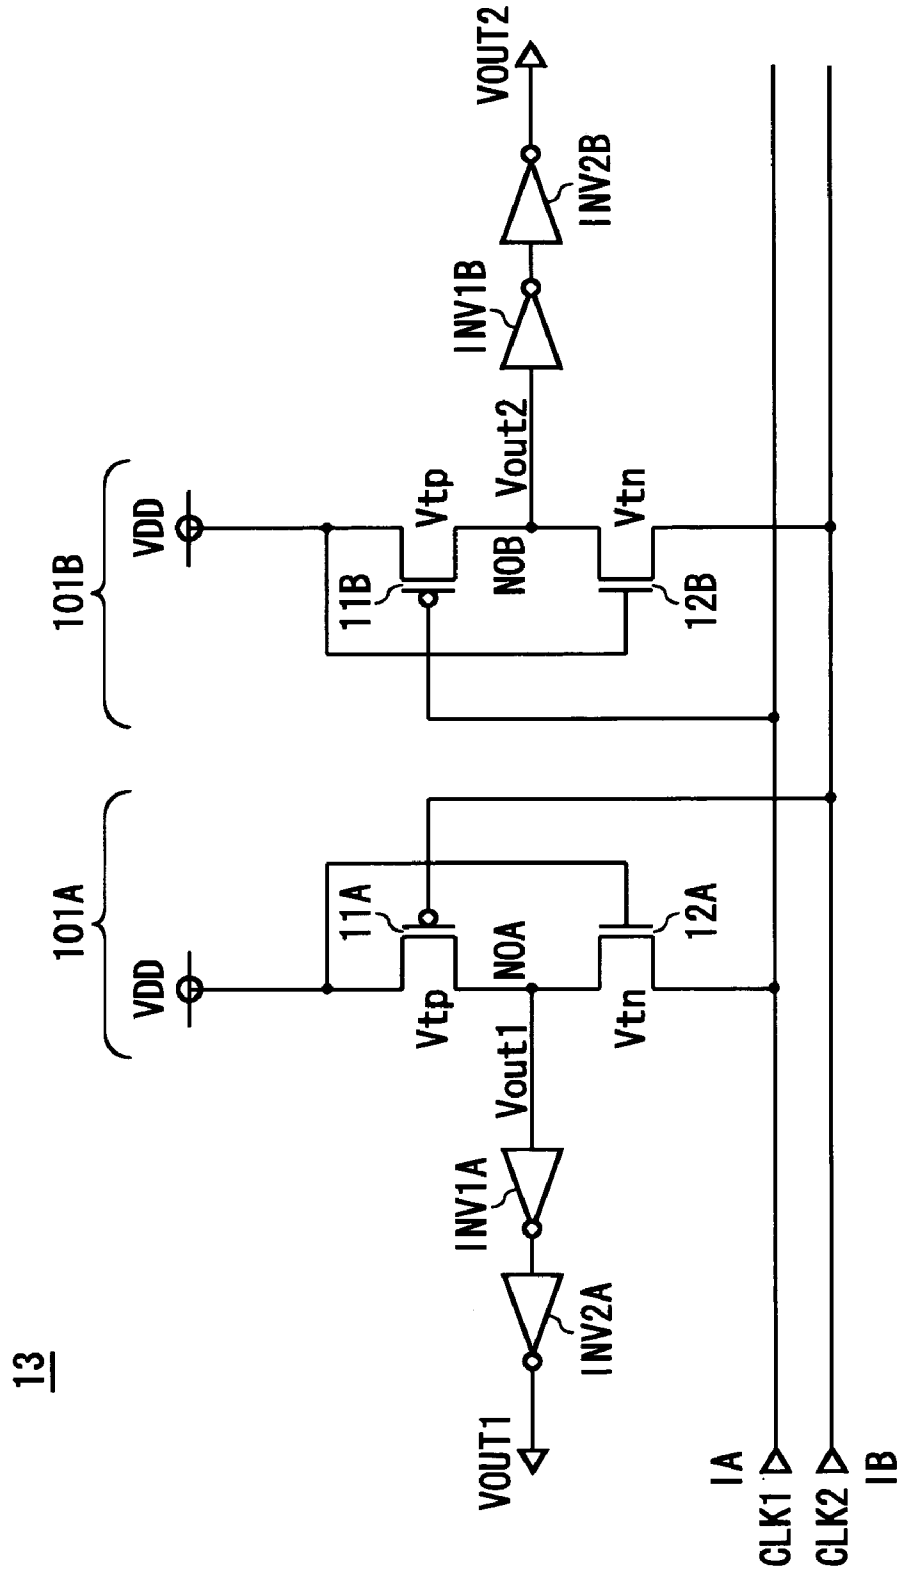 13
101A
101B
VDD
VDD
11A
11B
Vtp
Vtp
INV1A
Vout1
NOA
NOB
Vout2
INV1B
VOUT1
VOUT2
INV2A
INV2B
Vtn
Vtn
12A
12B
IA
CLK1
CLK2
IB